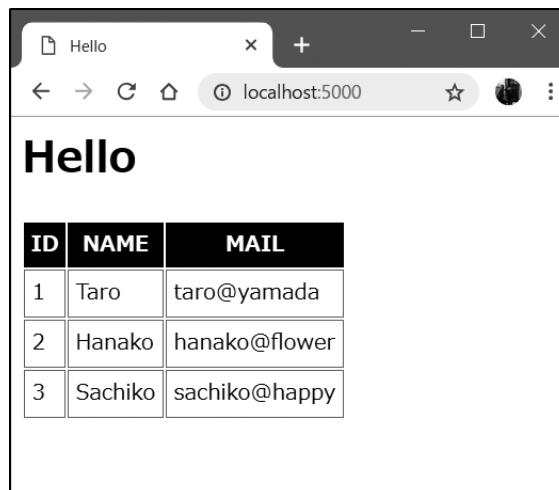 Hello
localhost:5000
Hello
ID NAME MAIL
1 Taro taro@yamada
2 Hanako hanako@flower
3 Sachiko sachiko@happy